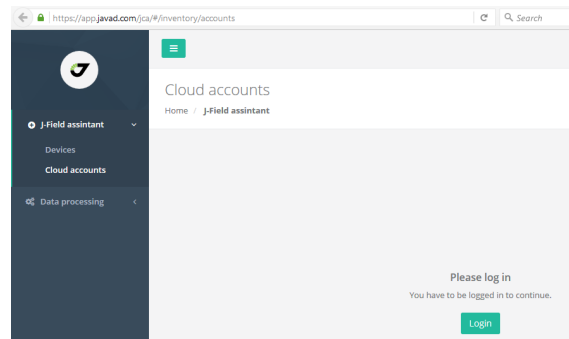 https://app.javad.com/jca/#/inventory/accounts
Search
Cloud accounts
Home / J-Field assintant
J-Field assintant
Devices
Cloud accounts
Data processing
Please log in
You have to be logged in to continue.
Login